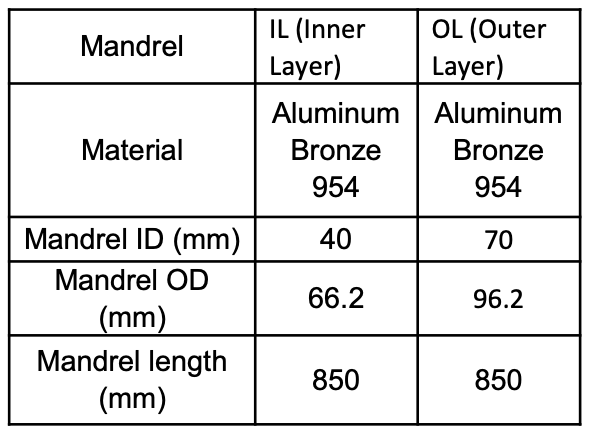 Mandrel
IL (Inner
Layer)
OL (Outer
Layer)
Material
Aluminum
Bronze
954
Aluminum
Bronze
954
Mandrel ID (mm)
40
70
Mandrel OD
(mm)
66.2
96.2
Mandrel length
(mm)
850
850